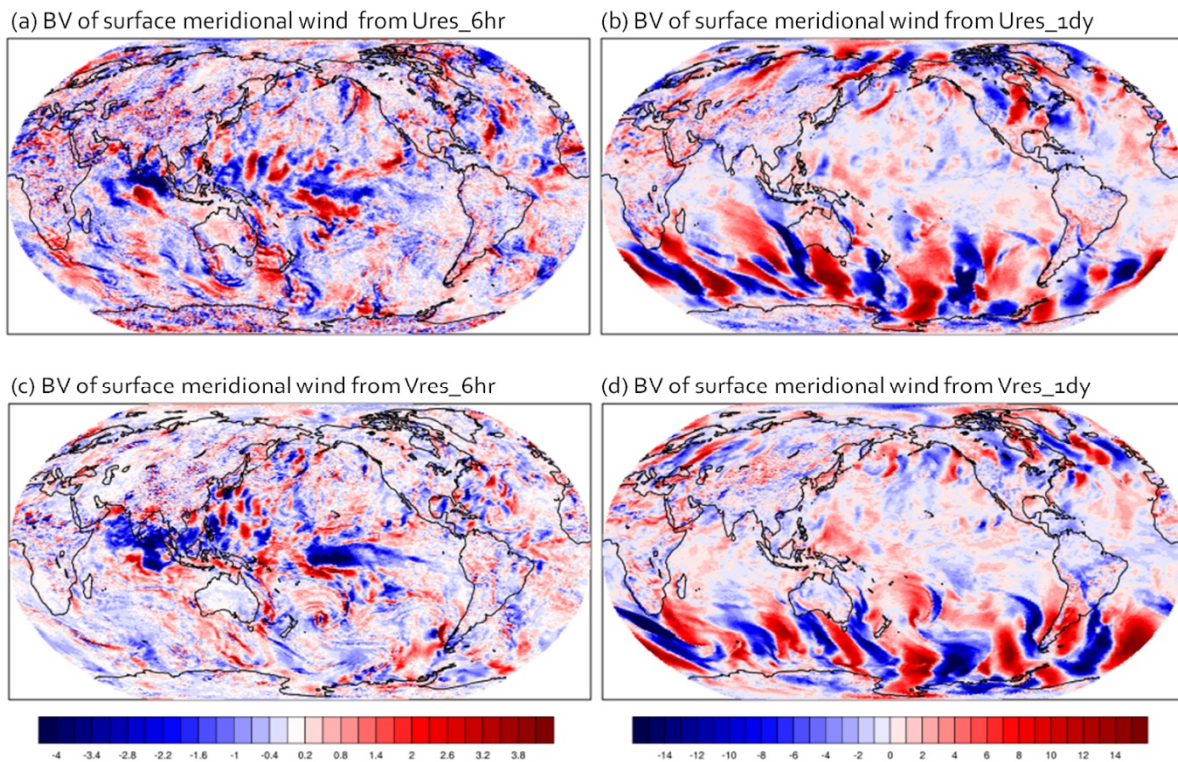 (a) BV of surface meridional wind from Ures_6hr
(b) BV of surface meridional wind from Ures_1dy
(c) BV of surface meridional wind from Vres_6hr
(d) BV of surface meridional wind from Vres_1dy
-4 -3.4 -2.8 -2.2 -1.6 -1 -0.4 0.2 0.8 1.4 2 2.6 3.2 3.8
-14 -12 -10 -8 -6 -4 -2 0 2 4 6 8 10 12 14